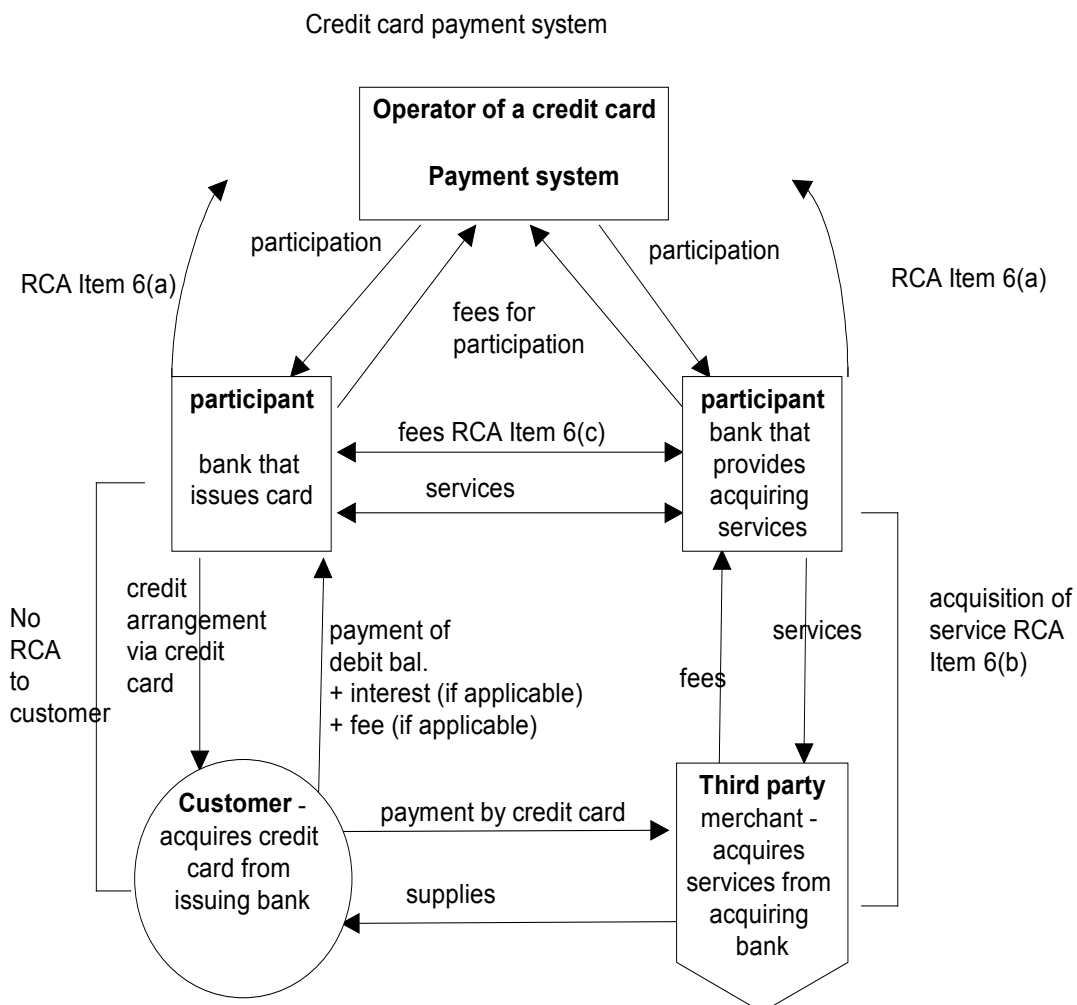 Credit card payment system
Operator of a credit card
Payment system
participation
participation
RCA Item 6(a)
RCA Item 6(a)
fees for
participation
participant
bank that
issues card
fees RCA Item 6(c)
services
participant
bank that
provides
acquiring
services
No
RCA
to
customer
credit
arrangement
via credit
card
payment of
debit bal.
+ interest (if applicable)
+ fee (if applicable)
fees
services
acquisition of
service RCA
Item 6(b)
Customer -
acquires credit
card from
issuing bank
payment by credit card
supplies
Third party
merchant -
acquires
services from
acquiring
bank